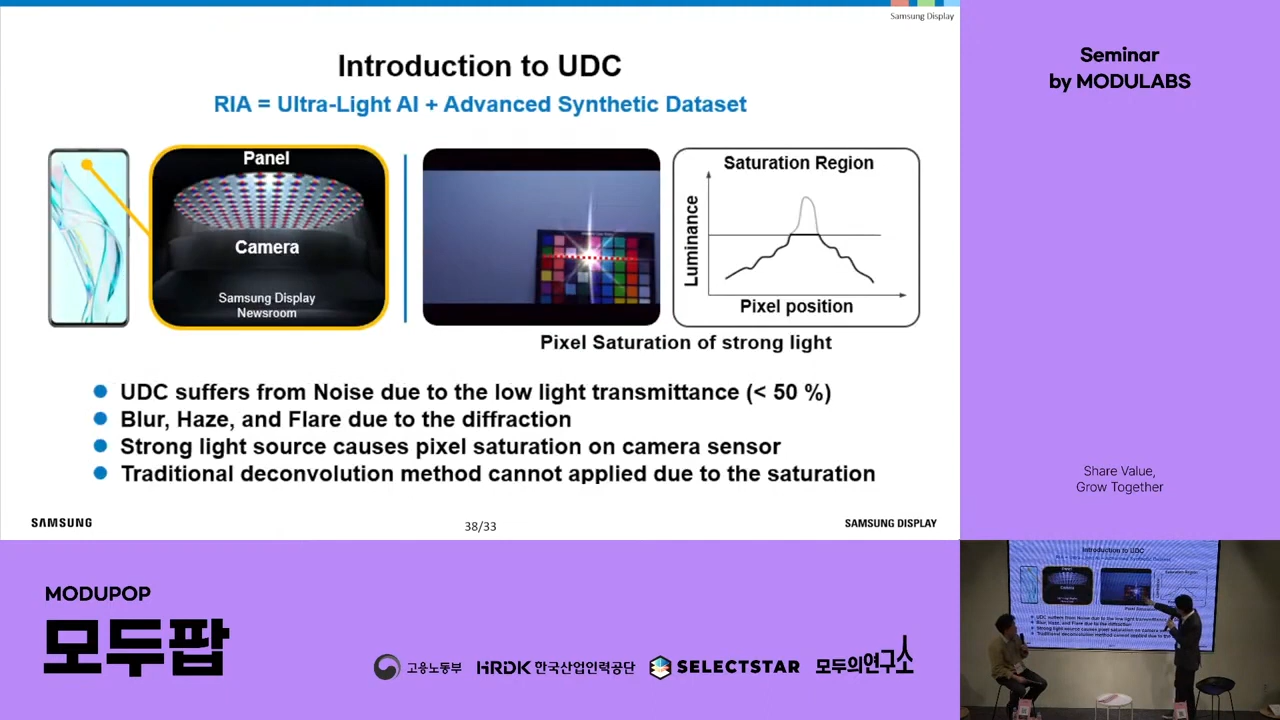 Samsung Display
Introduction to UDC
RIA = Ultra-Light AI + Advanced Synthetic Dataset
Panel
Camera
Samsung Display
Newsroom
Saturation Region
Luminance
Pixel position
Pixel Saturation of strong light
UDC suffers from Noise due to the low light transmittance (< 50 %)
Blur, Haze, and Flare due to the diffraction
Strong light source causes pixel saturation on camera sensor
Traditional deconvolution method cannot applied due to the saturation
SAMSUNG
38/33
SAMSUNG DISPLAY
Seminar
by MODULABS
Share Value,
Grow Together
MODUPOP
모두팝
고용노동부
HRDK 한국산업인력공단
SELECTSTAR
모두의연구소
Introduction to UDC